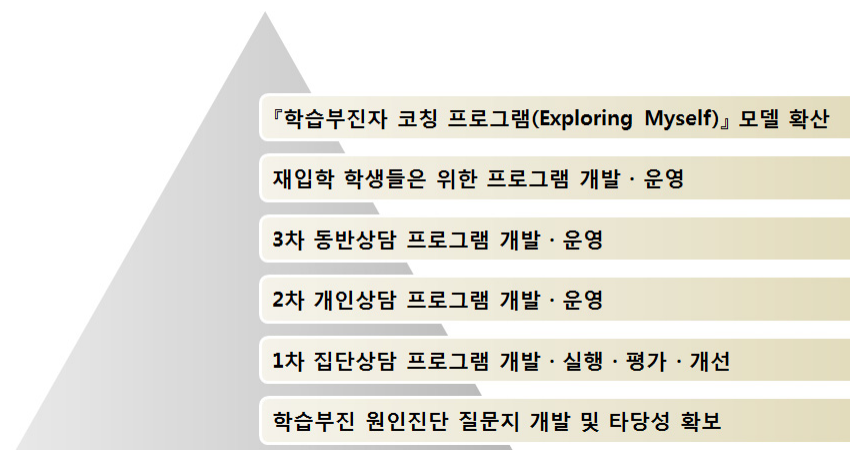 『학습부진자 코칭 프로그램(Exploring Myself)』 모델 확산
재입학 학생들은 위한 프로그램 개발 · 운영
3차 동반상담 프로그램 개발 · 운영
2차 개인상담 프로그램 개발 · 운영
1차 집단상담 프로그램 개발 · 실행 · 평가 · 개선
학습부진 원인진단 질문지 개발 및 타당성 확보